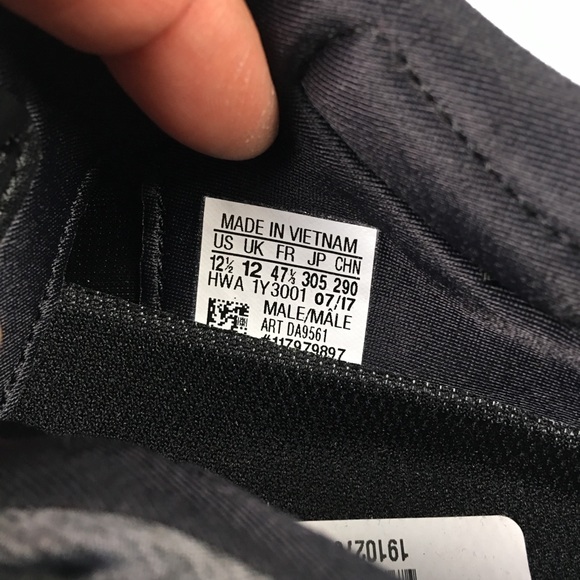 MADE IN VIETNAM
US UK FR JP CHN
12½ 12 47⅓ 305 290
HWA 1Y3001 07/17
MALE/MÂLE
ART DA9561
#117979897